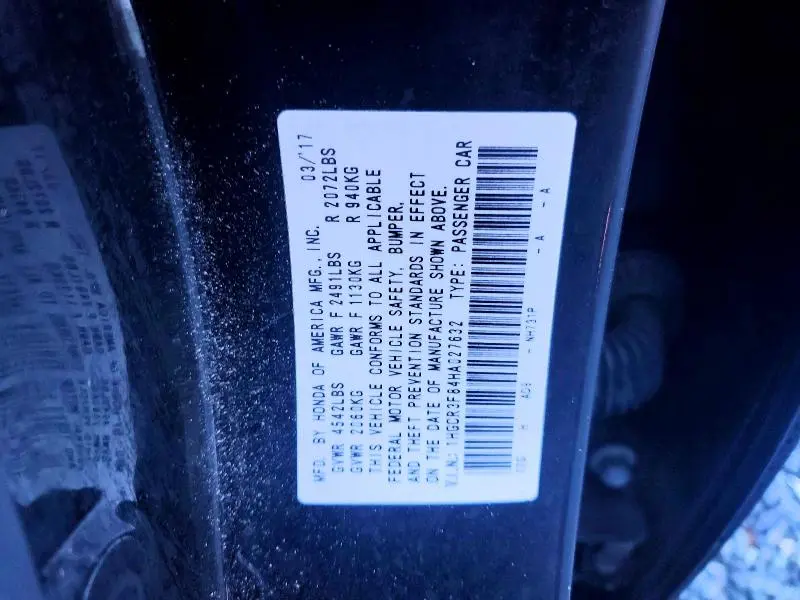 MFD. BY HONDA OF AMERICA MFG., INC. 03/'17
GVWR 4542LBS GAWR F 2491LBS R 2072LBS
GVWR 2060KG GAWR F 1130KG R 940KG
THIS VEHICLE CONFORMS TO ALL APPLICABLE
FEDERAL MOTOR VEHICLE SAFETY, BUMPER,
AND THEFT PREVENTION STANDARDS IN EFFECT
ON THE DATE OF MANUFACTURE SHOWN ABOVE.
V.I.N.: 1HGCR3F84HA027632 TYPE: PASSENGER CAR
NH731P - A - A